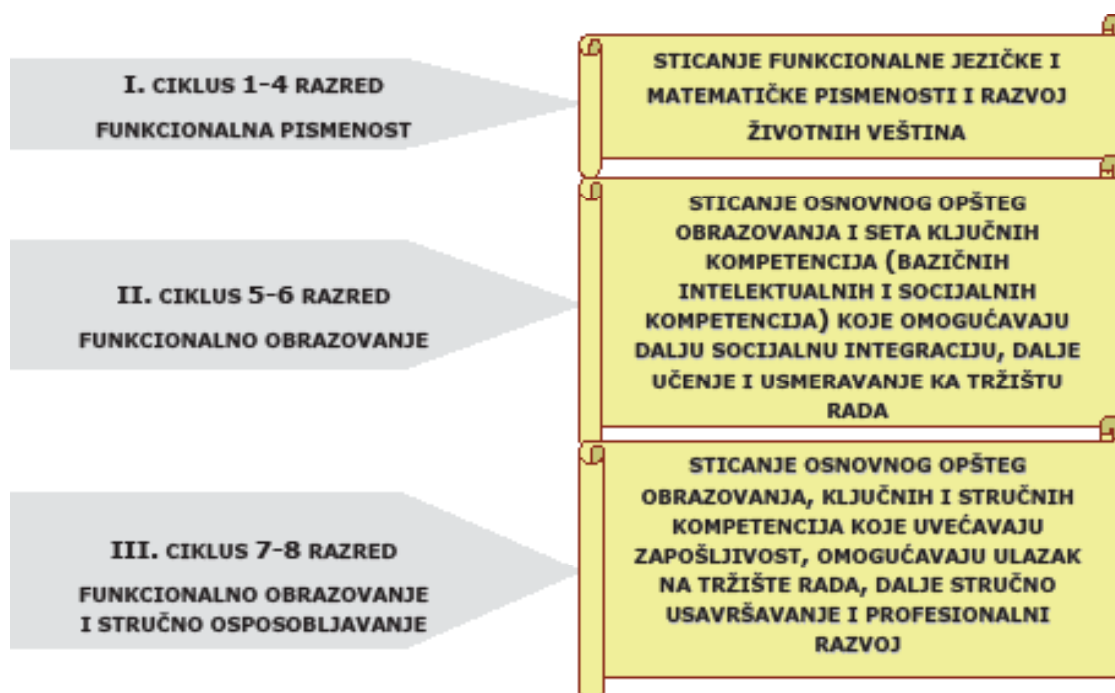 I. CIKLUS 1-4 RAZRED
FUNKCIONALNA PISMENOST
STICANJE FUNKCIONALNE JEZIČKE I
MATEMATIČKE PISMENOSTI I RAZVOJ
ŽIVOTNIH VEŠTINA
II. CIKLUS 5-6 RAZRED
FUNKCIONALNO OBRAZOVANJE
STICANJE OSNOVNOG OPŠTEG
OBRAZOVANJA I SETA KLJUČNIH
KOMPETENCIJA (BAZIČNIH
INTELEKTUALNIH I SOCIJALNIH
KOMPETENCIJA) KOJE OMOGUĆAVAJU
DALJU SOCIJALNU INTEGRACIJU, DALJE
UČENJE I USMERAVANJE KA TRŽIŠTU
RADA
III. CIKLUS 7-8 RAZRED
FUNKCIONALNO OBRAZOVANJE
I STRUČNO OSPOSOBLJAVANJE
STICANJE OSNOVNOG OPŠTEG
OBRAZOVANJA, KLJUČNIH I STRUČNIH
KOMPETENCIJA KOJE UVEĆAVAJU
ZAPOŠLJIVOST, OMOGUĆAVAJU ULAZAK
NA TRŽIŠTE RADA, DALJE STRUČNO
USAVRŠAVANJE I PROFESIONALNI
RAZVOJ